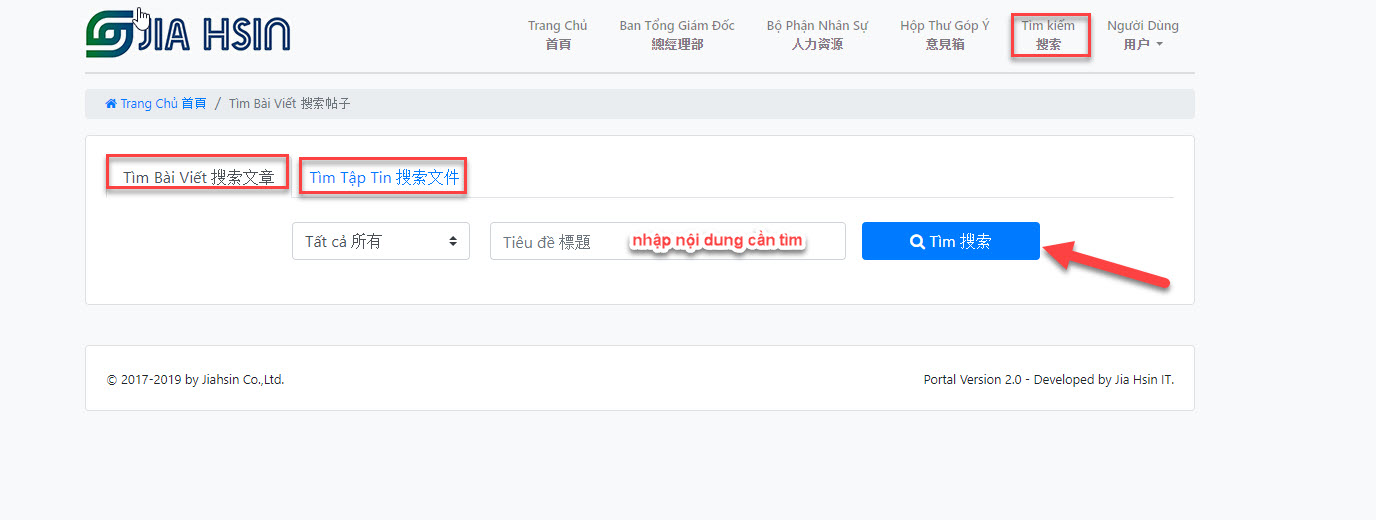 JIA HSIN
Trang Chủ
首頁
Ban Tổng Giám Đốc
總經理部
Bộ Phận Nhân Sự
人力資源
Hộp Thư Góp Ý
意見箱
Tìm kiếm
搜索
Người Dùng
用戶
Trang Chủ 首頁 / Tìm Bài Viết 搜索帖子
Tìm Bài Viết 搜索文章
Tìm Tập Tin 搜索文件
Tất cả 所有
Tiêu đề 標題
nhập nội dung cần tìm
Tìm 搜索
© 2017-2019 by Jiahsin Co.,Ltd.
Portal Version 2.0 - Developed by Jia Hsin IT.